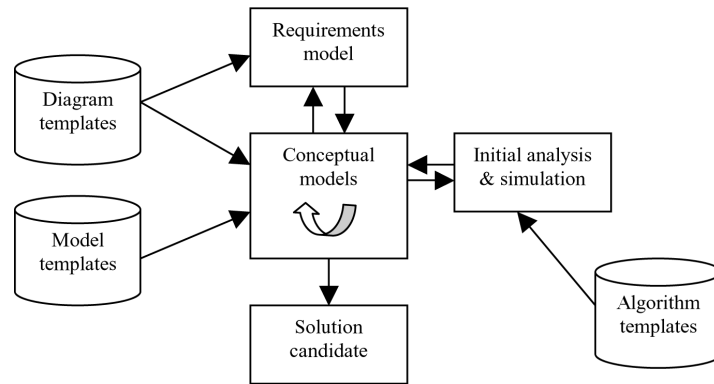 Requirements
model
Diagram
templates
Conceptual
models
Initial analysis
& simulation
Model
templates
Solution
candidate
Algorithm
templates